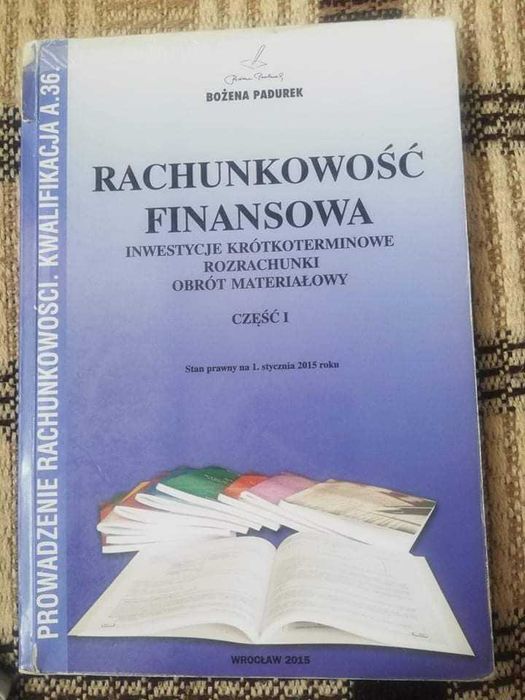 BOŻENA PADUREK
RACHUNKOWOŚĆ
FINANSOWA
INWESTYCJE KRÓTKOTERMINOWE
ROZRACHUNKI
OBRÓT MATERIAŁOWY
CZĘŚĆ I
Stan prawny na 1. stycznia 2015 roku
WROCŁAW 2015
PROWADZENIE RACHUNKOWOŚCI. KWALIFIKACJA A.36.